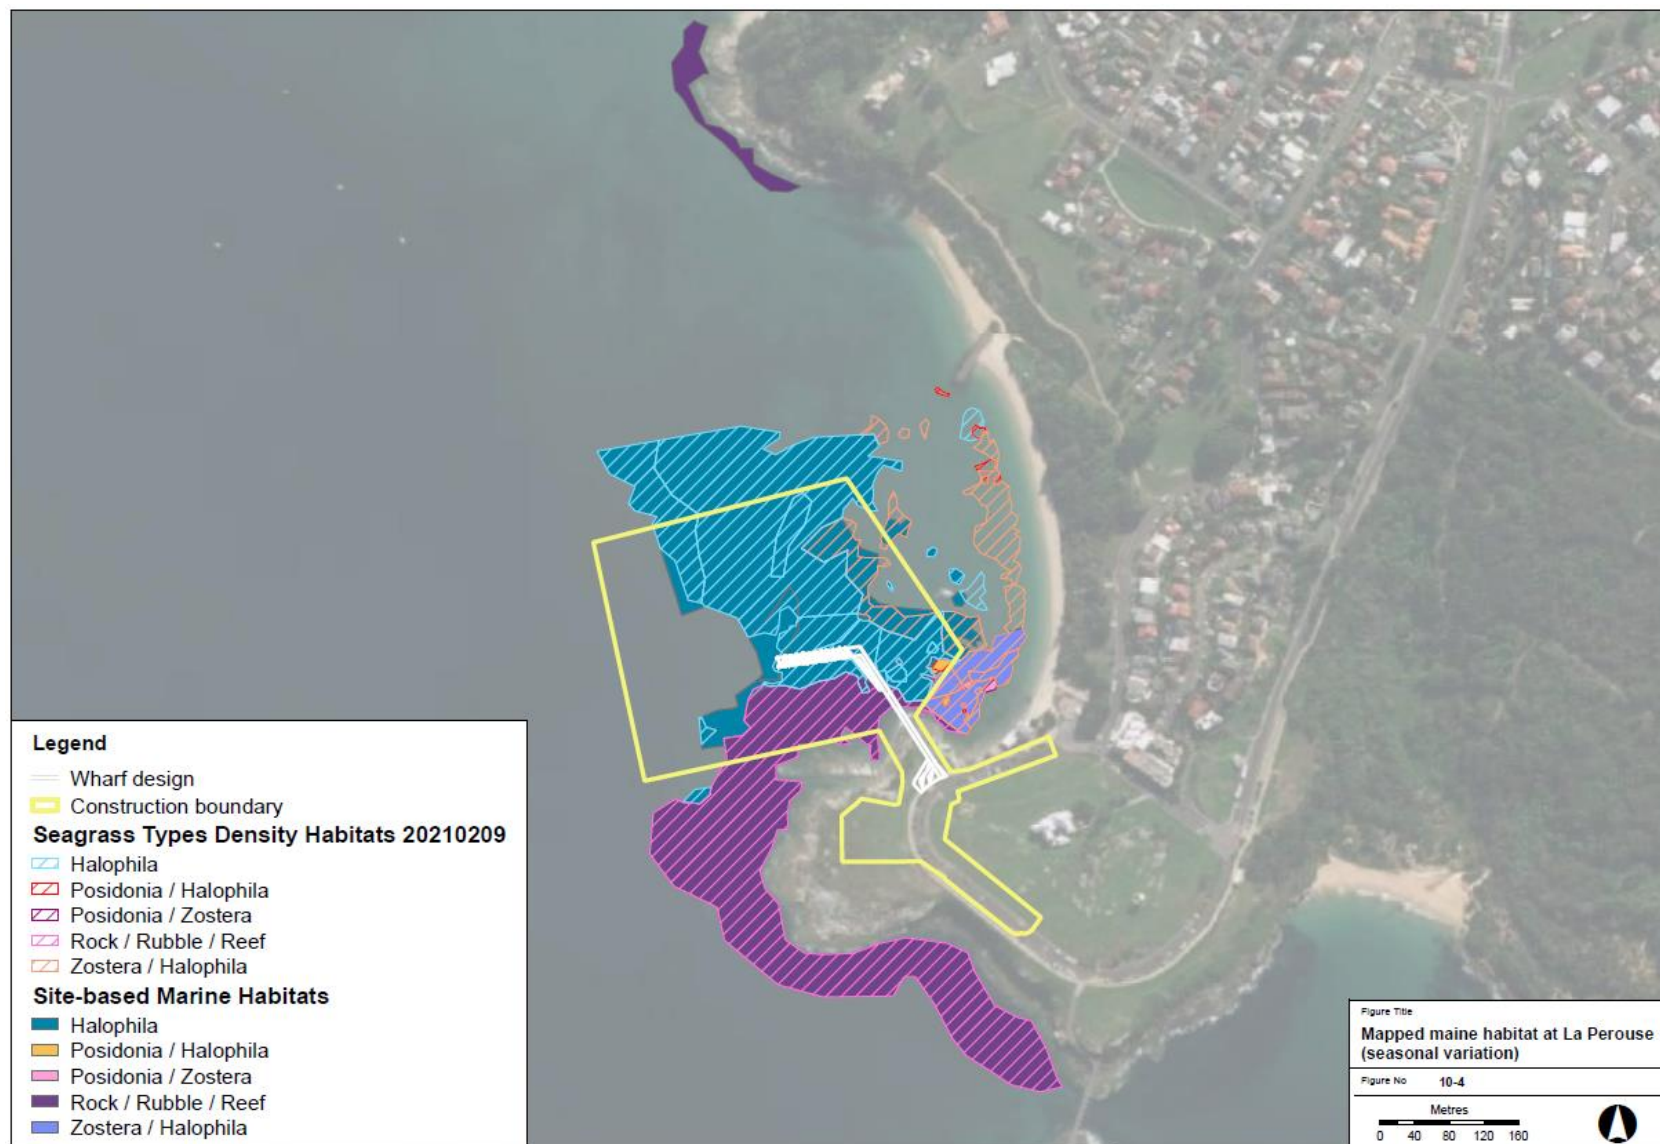 Legend
Wharf design
Construction boundary
Seagrass Types Density Habitats 20210209
Halophila
Posidonia / Halophila
Posidonia / Zostera
Rock / Rubble / Reef
Zostera / Halophila
Site-based Marine Habitats
Halophila
Posidonia / Halophila
Posidonia / Zostera
Rock / Rubble / Reef
Zostera / Halophila
Figure Title
Mapped maine habitat at La Perouse
(seasonal variation)
Figure No 10-4
Metres
0 40 80 120 160